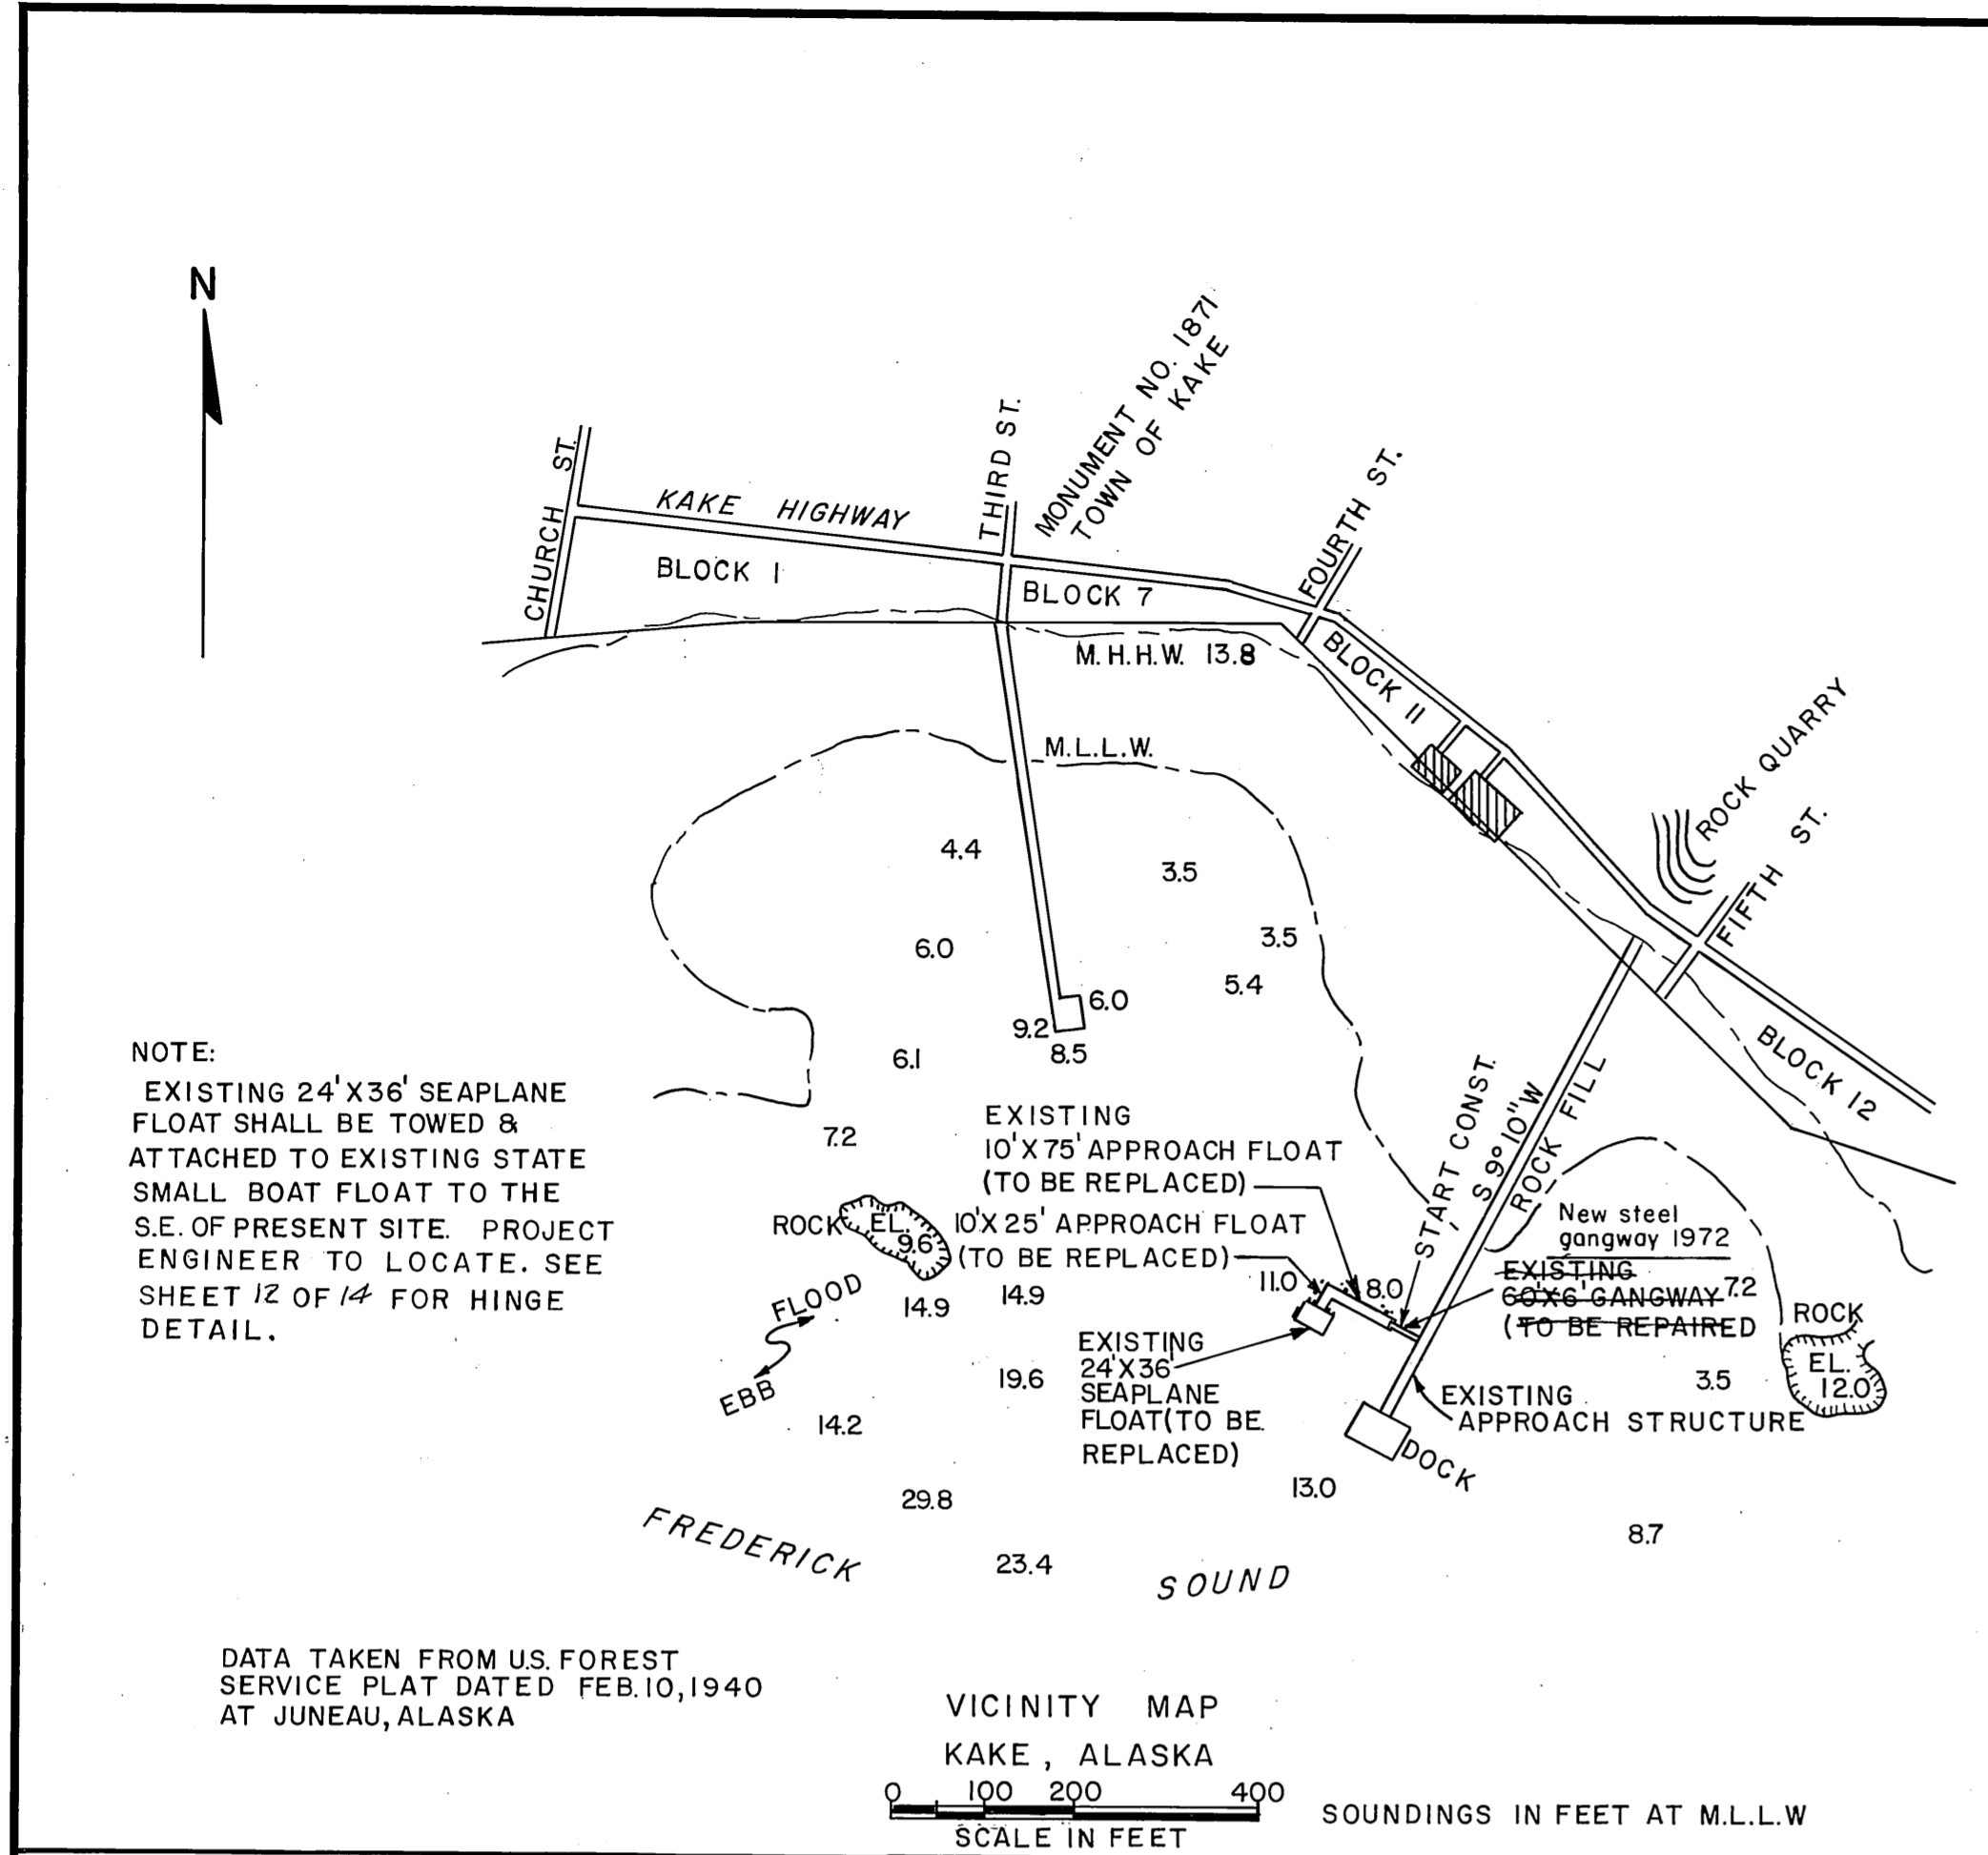 N
MONUMENT NO. 1871
TOWN OF KAKE
THIRD ST.
CHURCH ST.
KAKE HIGHWAY
FOURTH ST.
BLOCK 1
BLOCK 7
M.H.H.W. 13.8
BLOCK 11
ROCK QUARRY
M.L.L.W.
FIFTH ST.
4.4
3.5
6.0
3.5
5.4
6.0
9.2
8.5
6.1
BLOCK 12
NOTE:
EXISTING 24'X36' SEAPLANE
FLOAT SHALL BE TOWED &
ATTACHED TO EXISTING STATE
SMALL BOAT FLOAT TO THE
S.E. OF PRESENT SITE. PROJECT
ENGINEER TO LOCATE. SEE
SHEET 12 OF 14 FOR HINGE
DETAIL.
7.2
EXISTING
10'X75' APPROACH FLOAT
(TO BE REPLACED)
10'X25' APPROACH FLOAT
(TO BE REPLACED)
START CONST.
S.9°10"W
ROCK FILL
New steel
gangway 1972
EXISTING
60'X6' GANGWAY
(TO BE REPAIRED
7.2
ROCK
EL.
9.6
FLOOD
EBB
14.9
14.9
11.0
8.0
ROCK
EL.
12.0
EXISTING
24'X36'
SEAPLANE
FLOAT(TO BE
REPLACED)
19.6
14.2
3.5
EXISTING
APPROACH STRUCTURE
DOCK
13.0
29.8
8.7
23.4
FREDERICK SOUND
DATA TAKEN FROM U.S. FOREST
SERVICE PLAT DATED FEB.10,1940
AT JUNEAU, ALASKA
VICINITY MAP
KAKE, ALASKA
0 100 200 400
SCALE IN FEET
SOUNDINGS IN FEET AT M.L.L.W